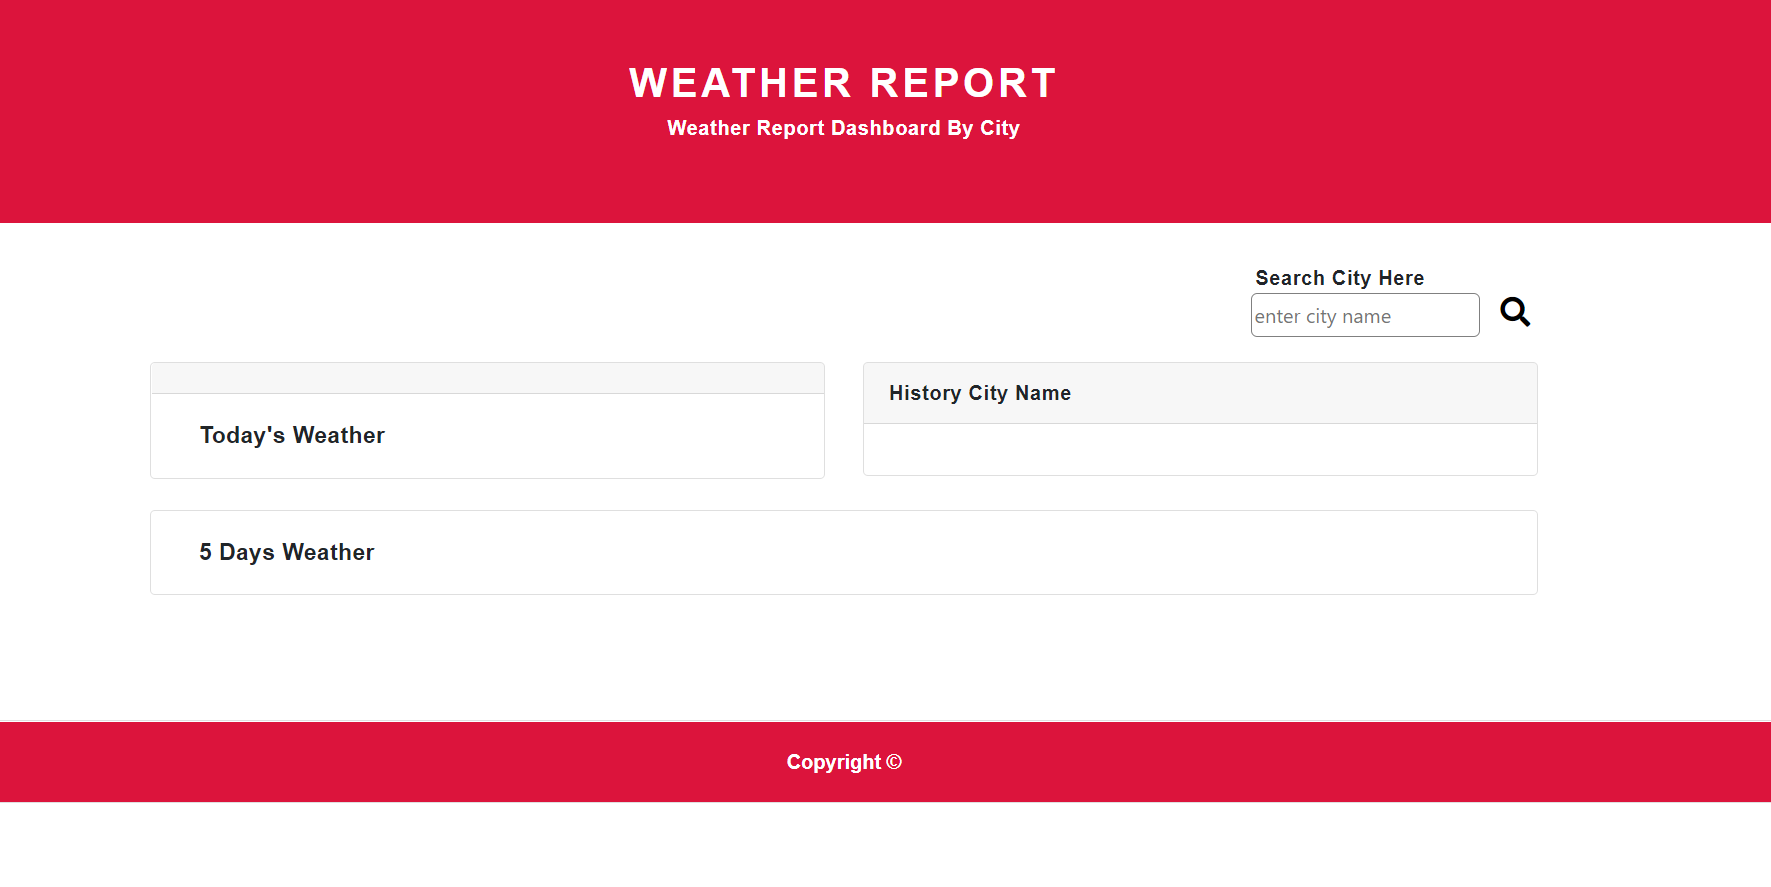 WEATHER REPORT
Weather Report Dashboard By City
Search City Here
enter city name
History City Name
Today's Weather
5 Days Weather
Copyright ©